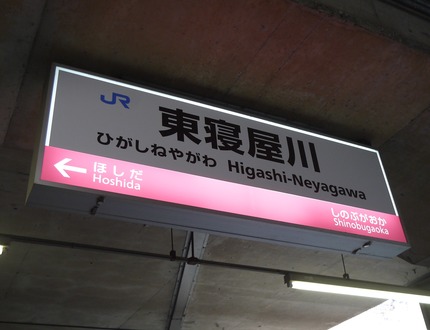 JR
東寝屋川
ひがしねやがわ Higashi-Neyagawa
ほしだ
Hoshida
しのぶがおか
Shinobugaoka